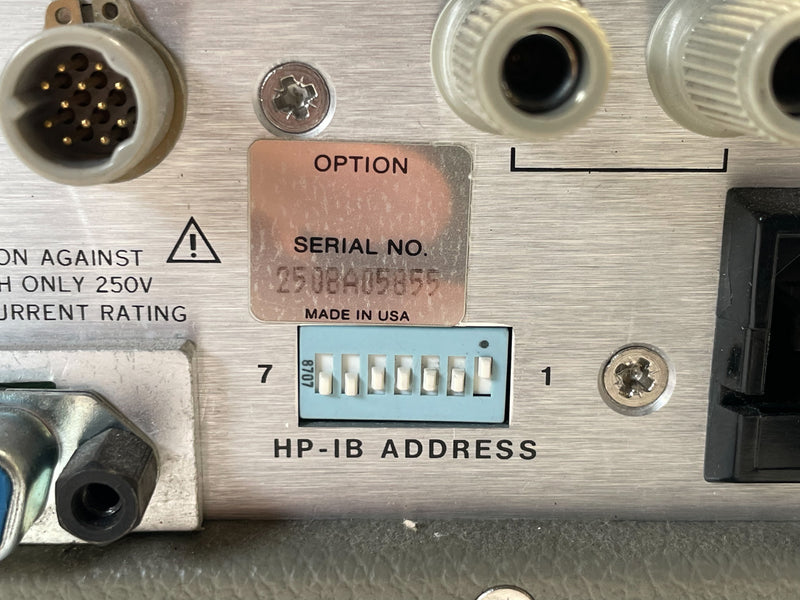 OPTION
SERIAL NO.
2508A05855
MADE IN USA
!
ON AGAINST
H ONLY 250V
URRENT RATING
7
8707
1
HP-IB ADDRESS